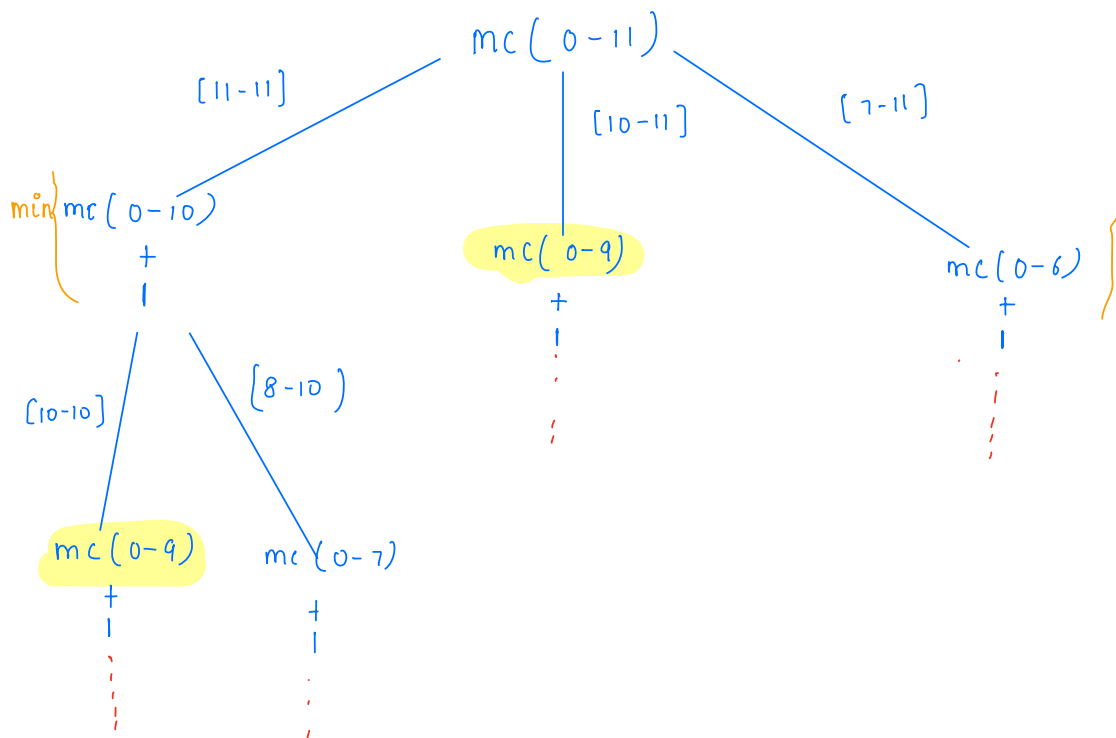 mc(0-11)
[11-11]
[10-11]
[7-11]
min{ mc(0-10)
+
1
mc(0-9)
+
1
mc(0-6) }
+
1
[10-10]
[8-10)
mc(0-9)
+
1
mc(0-7)
+
1